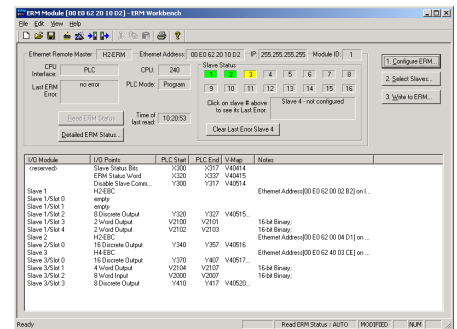 ERM Module [00 E0 62 20 10 D2] - ERM Workbench
File Edit View Help
Ethernet Remote Master H2-ERM Ethernet Address: 00 E0 62 20 10 D2 IP: 255.255.255.255 Module ID: 1
CPU Interface: PLC CPU: 240
Last ERM Error: no error PLC Mode: Program
Slave Status
1 2 3 4 5 6 7 8
9 10 11 12 13 14 15 16
Click on slave # above to see its Last Error: Slave 4 - not configured
Read ERM Status Time of last read: 10:20:53 Clear Last Error Slave 4
Detailed ERM Status...
1. Configure ERM...
2. Select Slaves...
3. Write to ERM...
I/O Module I/O Points PLC Start PLC End V-Map Notes
<reserved> Slave Status Bits X300 X317 V40414
ERM Status Word X320 X337 V40415
Disable Slave Comm... Y300 Y317 V40514
Slave 1 H2-EBC Ethernet Address[00 E0 62 00 02 B2] on I...
Slave 1/Slot 0 empty
Slave 1/Slot 1 empty
Slave 1/Slot 2 8 Discrete Output Y320 Y327 V40515...
Slave 1/Slot 3 2 Word Output V2100 V2101 16-bit Binary;
Slave 1/Slot 4 2 Word Output V2102 V2103 16-bit Binary;
Slave 2 H2-EBC Ethernet Address[00 E0 62 00 04 D1] on ...
Slave 2/Slot 0 16 Discrete Output Y340 Y357 V40516
Slave 3 H4-EBC Ethernet Address[00 E0 62 40 03 CE] on ...
Slave 3/Slot 0 16 Discrete Output Y370 Y407 V40517...
Slave 3/Slot 1 4 Word Output V2104 V2107 16-bit Binary;
Slave 3/Slot 2 8 Word Input V2000 V2007 16-bit Binary;
Slave 3/Slot 3 8 Discrete Output Y410 Y417 V40520...
Ready Read ERM Status : AUTO MODIFIED NUM